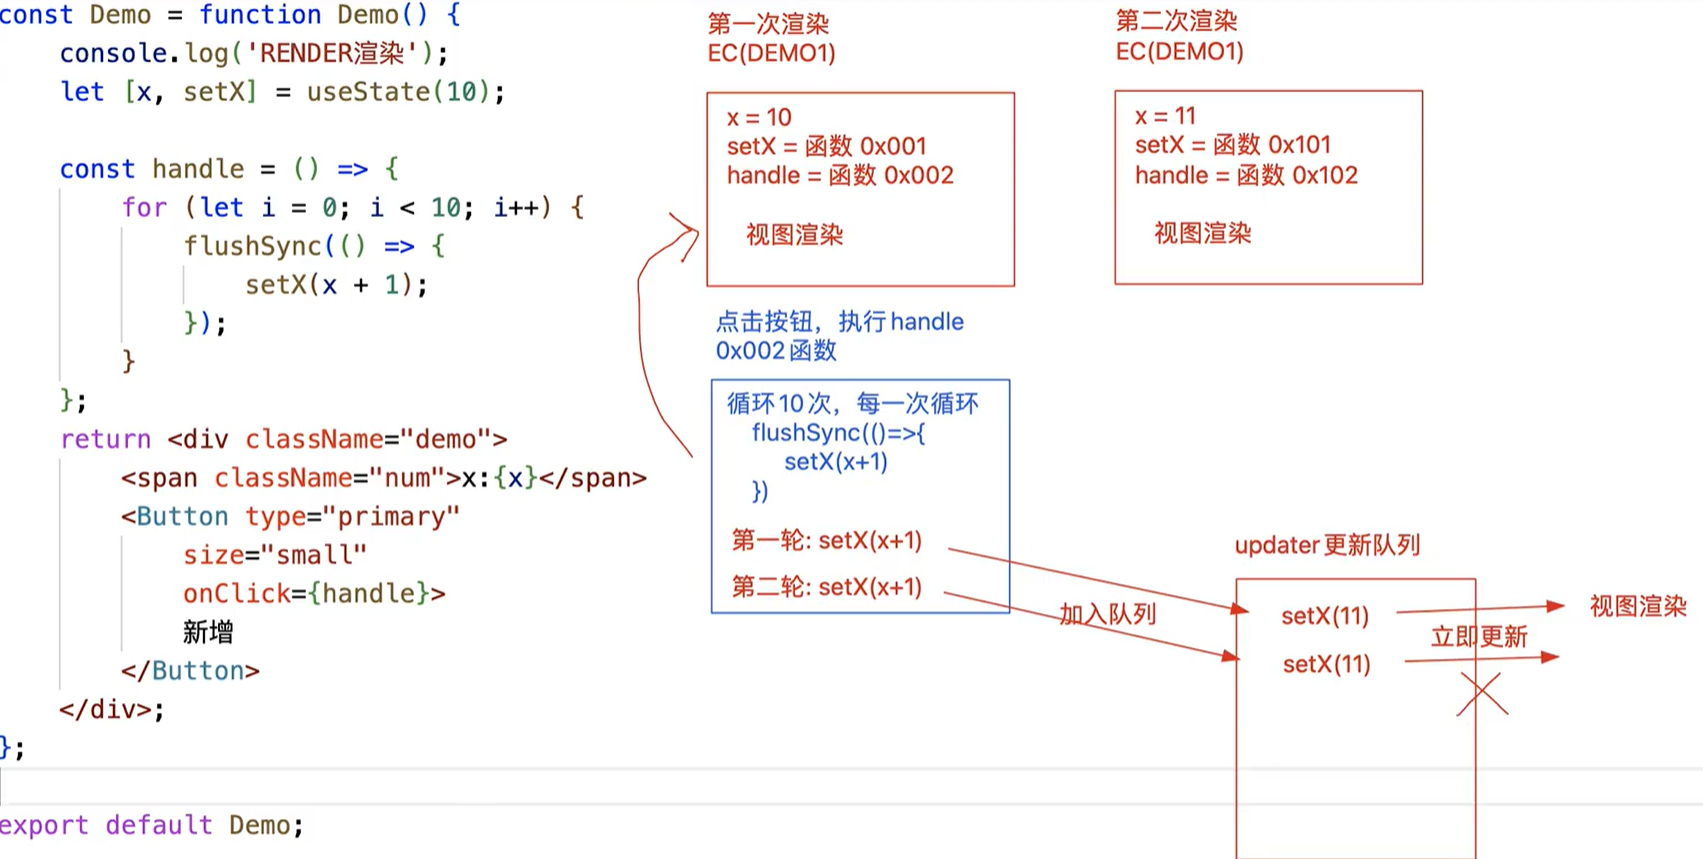 const Demo = function Demo() {
console.log('RENDER渲染');
let [x, setX] = useState(10);
const handle = () => {
for (let i = 0; i < 10; i++) {
flushSync(() => {
setX(x + 1);
});
}
};
return <div className="demo">
<span className="num">x:{x}</span>
<Button type="primary"
size="small"
onClick={handle}>
新增
</Button>
</div>;
};
export default Demo;
第一次渲染
EC(DEMO1)
x = 10
setX = 函数 0x001
handle = 函数 0x002
视图渲染
第二次渲染
EC(DEMO1)
x = 11
setX = 函数 0x101
handle = 函数 0x102
视图渲染
点击按钮，执行handle
0x002函数
循环10次，每一次循环
flushSync(()=>{
setX(x+1)
})
第一轮: setX(x+1)
第二轮: setX(x+1)
加入队列
updater更新队列
setX(11)
setX(11)
立即更新
视图渲染